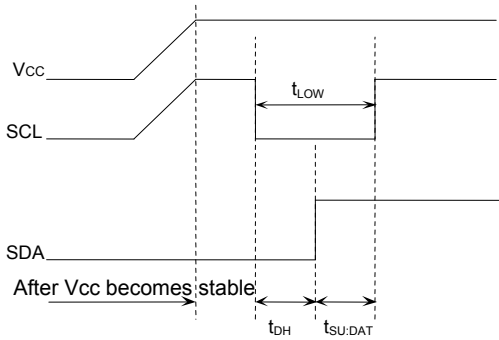 VCC
tLOW
SCL
SDA
After Vcc becomes stable
tDH
tSU:DAT